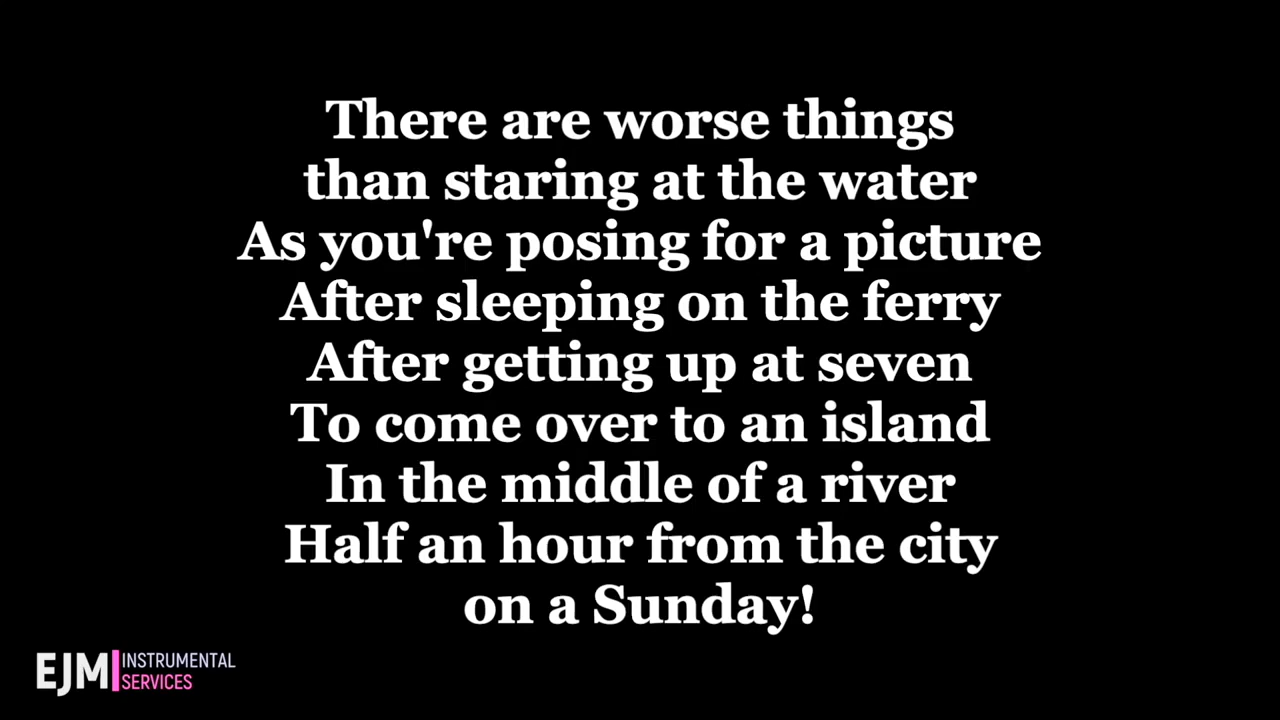 There are worse things
than staring at the water
As you're posing for a picture
After sleeping on the ferry
After getting up at seven
To come over to an island
In the middle of a river
Half an hour from the city
on a Sunday!
EJM INSTRUMENTAL
SERVICES